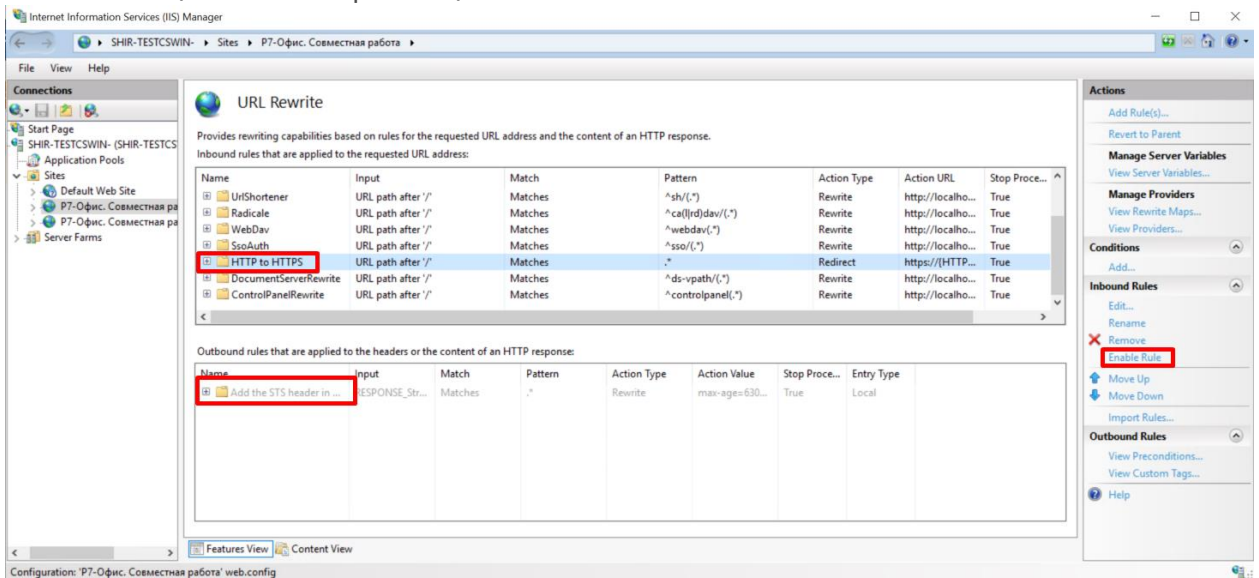 Internet Information Services (IIS) Manager
SHIR-TESTCSWIN- Sites Р7-Офис. Совместная работа
File View Help
Connections
Start Page
SHIR-TESTCSWIN- (SHIR-TESTCS
Application Pools
Sites
Default Web Site
Р7-Офис. Совместная ра
Р7-Офис. Совместная ра
Server Farms
URL Rewrite
Provides rewriting capabilities based on rules for the requested URL address and the content of an HTTP response.
Inbound rules that are applied to the requested URL address:
Name Input Match Pattern Action Type Action URL Stop Proce...
UrlShortener URL path after '/' Matches ^sh/(.*) Rewrite http://localho... True
Radicale URL path after '/' Matches ^ca(l|rd)dav/(.*) Rewrite http://localho... True
WebDav URL path after '/' Matches ^webdav(.*) Rewrite http://localho... True
SsoAuth URL path after '/' Matches ^sso/(.*) Rewrite http://localho... True
HTTP to HTTPS URL path after '/' Matches .* Redirect https://{HTTP... True
DocumentServerRewrite URL path after '/' Matches ^ds-vpath/(.*) Rewrite http://localho... True
ControlPanelRewrite URL path after '/' Matches ^controlpanel(.*) Rewrite http://localho... True
Outbound rules that are applied to the headers or the content of an HTTP response:
Name Input Match Pattern Action Type Action Value Stop Proce... Entry Type
Add the STS header in ... RESPONSE_Str... Matches .* Rewrite max-age=630... True Local
Features View Content View
Actions
Add Rule(s)...
Revert to Parent
Manage Server Variables
View Server Variables...
Manage Providers
View Rewrite Maps...
View Providers...
Conditions
Add...
Inbound Rules
Edit...
Rename
Remove
Enable Rule
Move Up
Move Down
Import Rules...
Outbound Rules
View Preconditions...
View Custom Tags...
Help
Configuration: 'Р7-Офис. Совместная работа' web.config